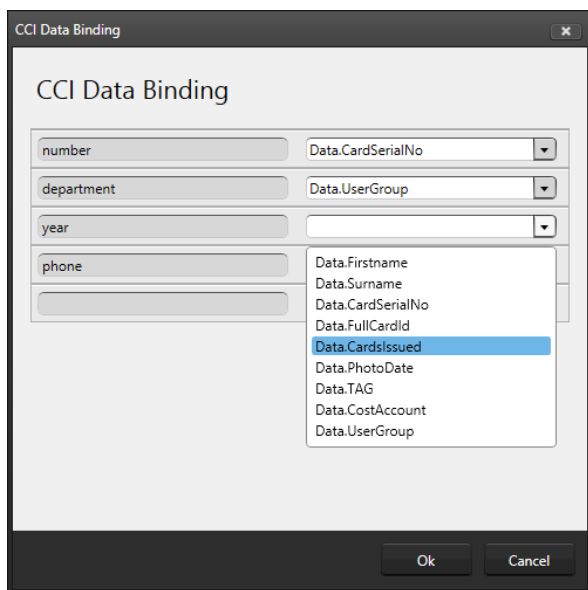 CCI Data Binding
CCI Data Binding
number Data.CardSerialNo
department Data.UserGroup
year
phone
Data.Firstname
Data.Surname
Data.CardSerialNo
Data.FullCardId
Data.CardsIssued
Data.PhotoDate
Data.TAG
Data.CostAccount
Data.UserGroup
Ok Cancel